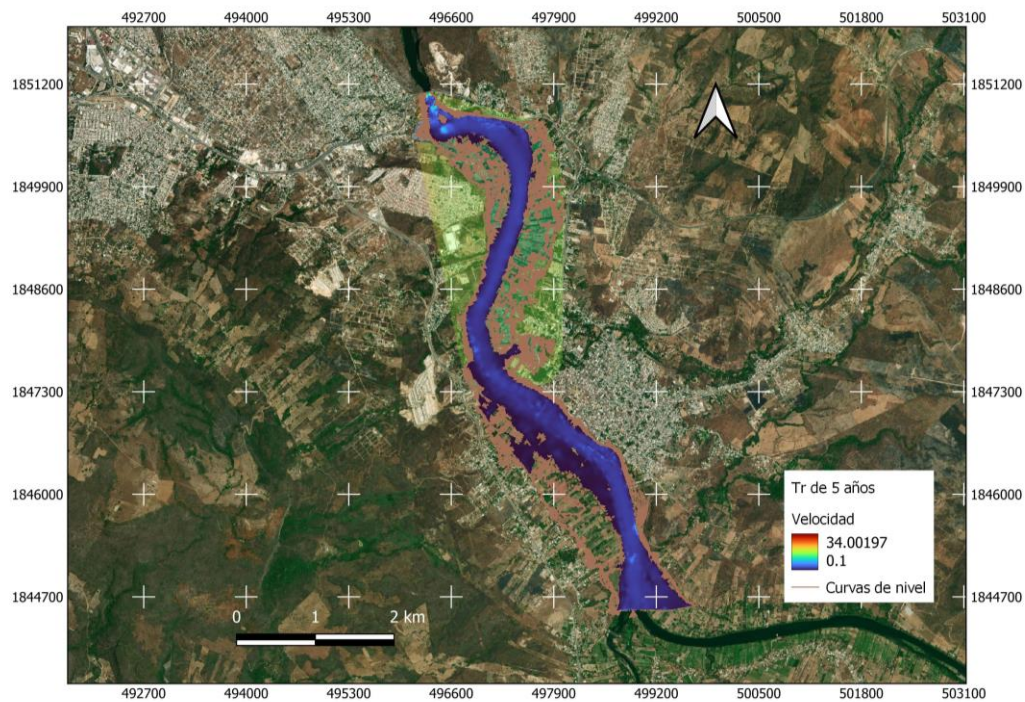 492700 494000 495300 496600 497900 499200 500500 501800 503100
1851200 1851200
1849900 1849900
1848600 1848600
1847300 1847300
1846000 1846000
Tr de 5 años
Velocidad
34.00197
0.1
Curvas de nivel
1844700 1844700
0 1 2 km
492700 494000 495300 496600 497900 499200 500500 501800 503100